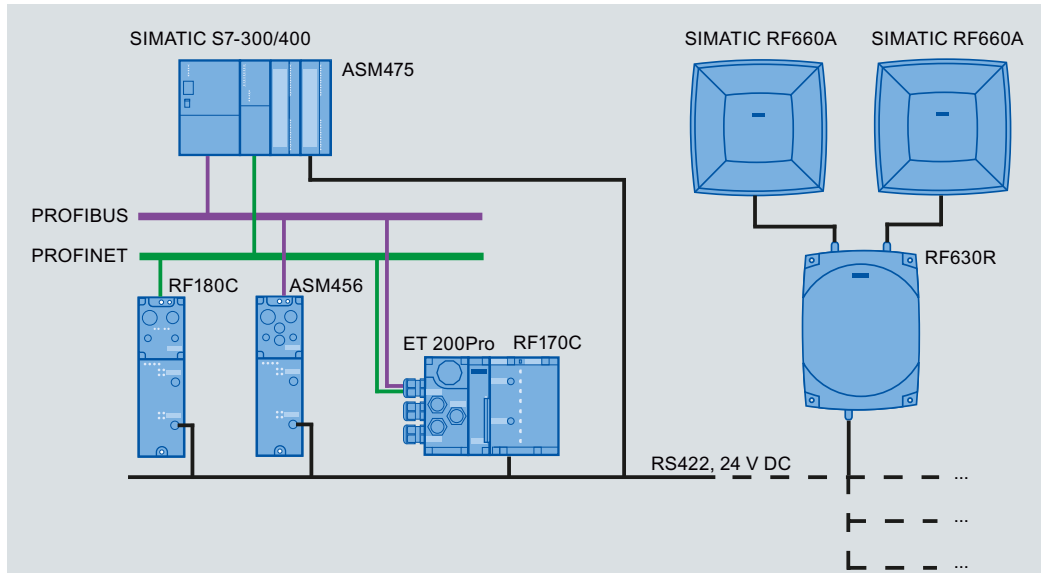 SIMATIC S7-300/400
ASM475
SIMATIC RF660A
SIMATIC RF660A
PROFIBUS
PROFINET
RF180C
ASM456
RF630R
ET 200Pro
RF170C
RS422, 24 V DC
...
...
...